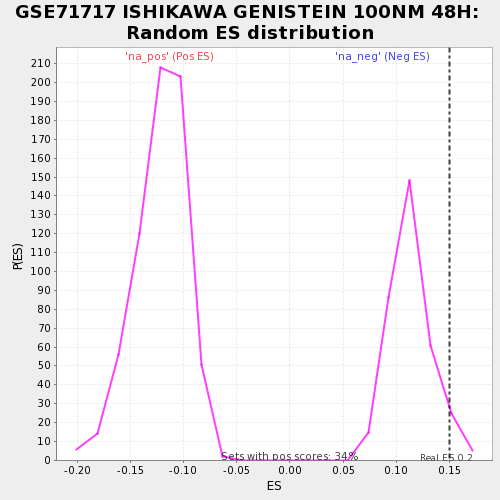 GSE71717 ISHIKAWA GENISTEIN 100NM 48H:
Random ES distribution
'na_pos' (Pos ES) 'na_neg' (Neg ES)
210
200
190
180
170
160
150
140
130
120
110
100
90
80
70
60
50
40
30
20
10
0
P(ES)
Sets with pos scores: 34%
Real ES 0.2
-0.20 -0.15 -0.10 -0.05 0.00 0.05 0.10 0.15
ES